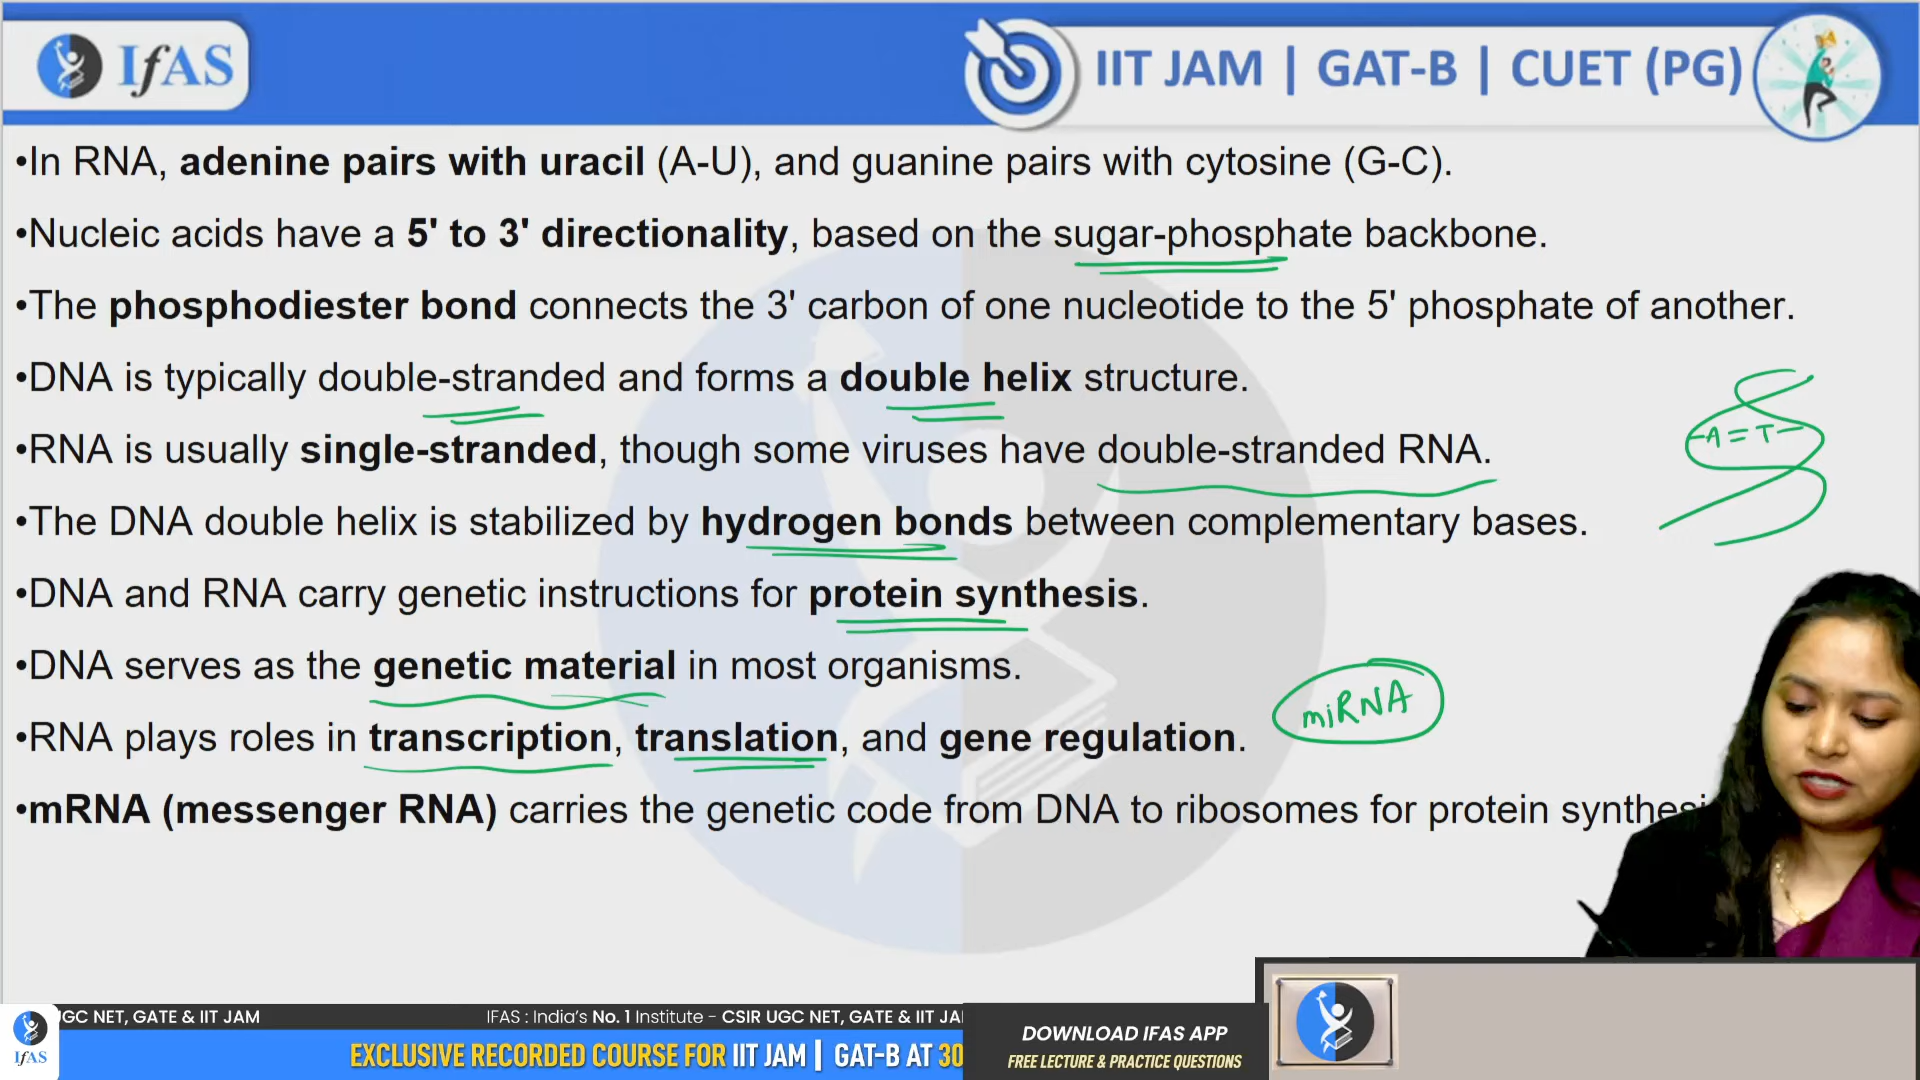 IfAS
IIT JAM | GAT-B | CUET (PG)
•In RNA, adenine pairs with uracil (A-U), and guanine pairs with cytosine (G-C).
•Nucleic acids have a 5' to 3' directionality, based on the sugar-phosphate backbone.
•The phosphodiester bond connects the 3' carbon of one nucleotide to the 5' phosphate of another.
•DNA is typically double-stranded and forms a double helix structure.
-A=T-
•RNA is usually single-stranded, though some viruses have double-stranded RNA.
•The DNA double helix is stabilized by hydrogen bonds between complementary bases.
•DNA and RNA carry genetic instructions for protein synthesis.
•DNA serves as the genetic material in most organisms.
miRNA
•RNA plays roles in transcription, translation, and gene regulation.
•mRNA (messenger RNA) carries the genetic code from DNA to ribosomes for protein synthesi
UGC NET, GATE & IIT JAM IFAS : India's No. 1 Institute - CSIR UGC NET, GATE & IIT JA
DOWNLOAD IFAS APP
FREE LECTURE & PRACTICE QUESTIONS
IfAS
EXCLUSIVE RECORDED COURSE FOR IIT JAM | GAT-B AT 30